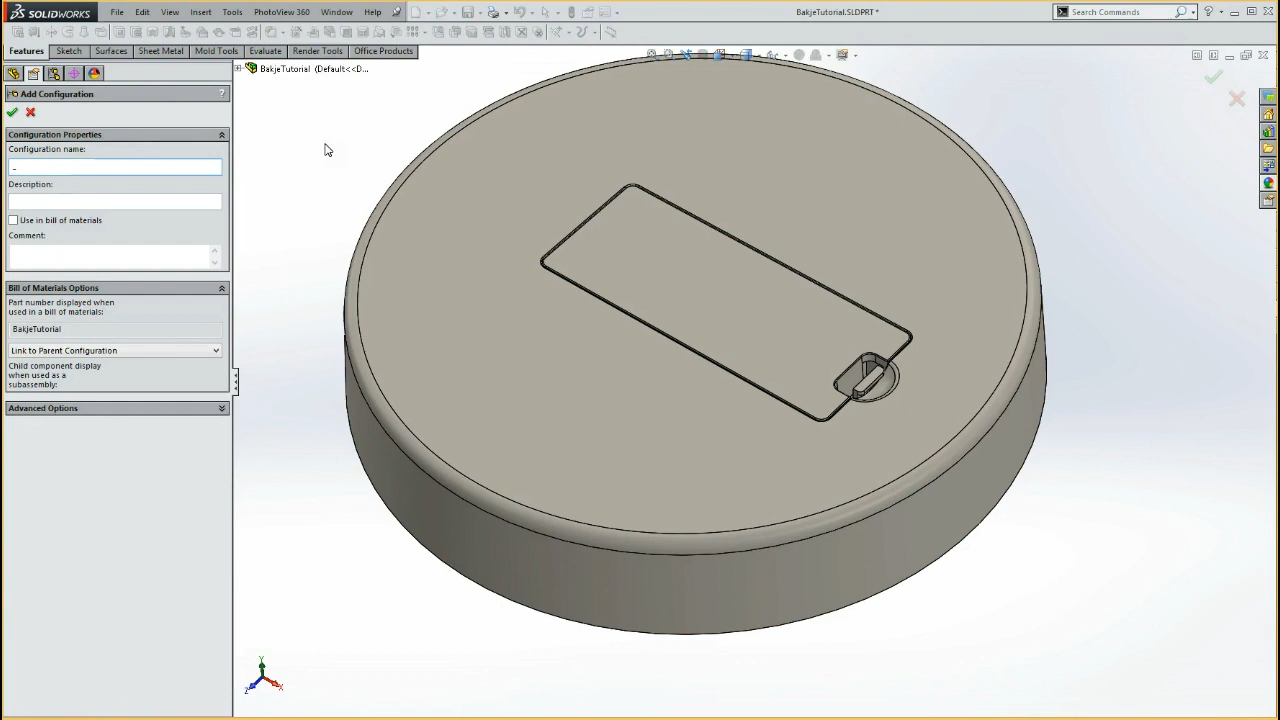 SOLIDWORKS File Edit View Insert Tools PhotoView 360 Window Help BakjeTutorial.SLDPRT * Search Commands ?
Features Sketch Surfaces Sheet Metal Mold Tools Evaluate Render Tools Office Products
BakjeTutorial (Default<<D...
Add Configuration ?
Configuration Properties
Configuration name:
-
Description:
Use in bill of materials
Comment:
Bill of Materials Options
Part number displayed when
used in a bill of materials:
BakjeTutorial
Link to Parent Configuration
Child component display
when used as a
subassembly:
Advanced Options
Y
Z X